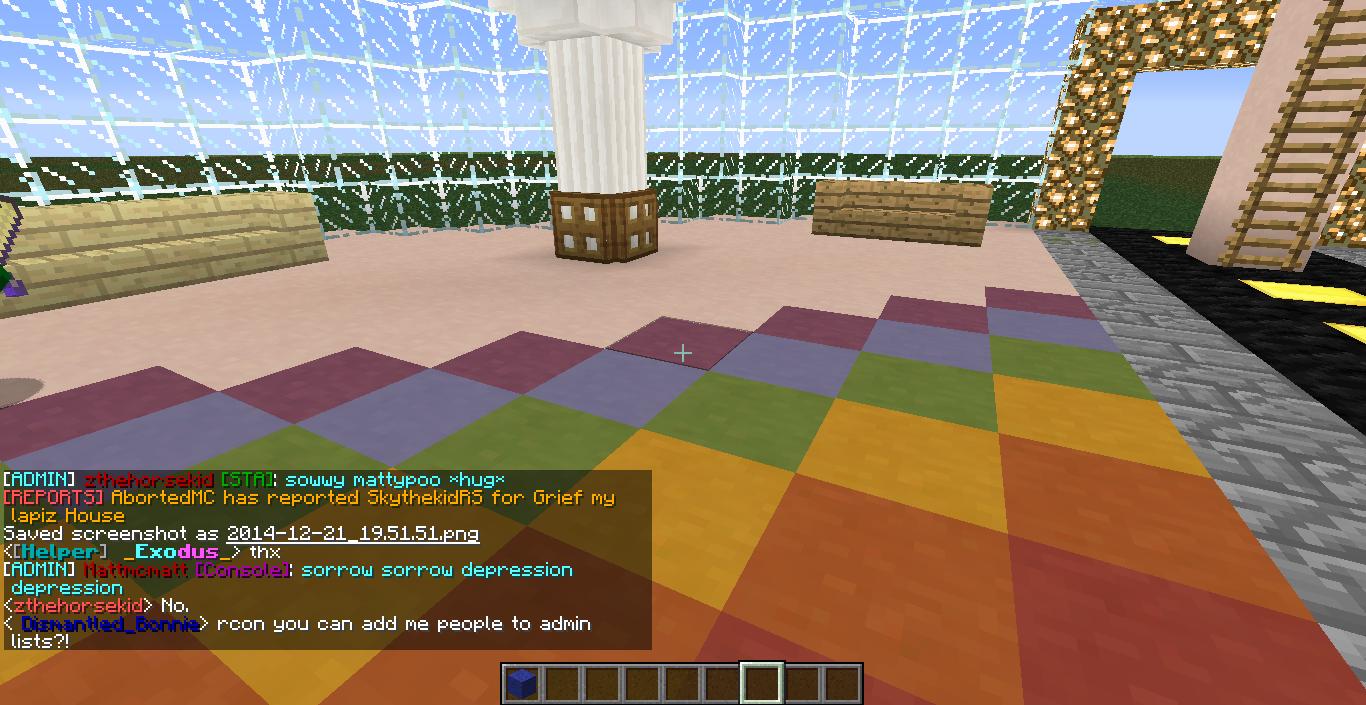 [ADMIN] zthehorsekid [STA]: sowwy mattypoo *hug*
[REPORTS] AbortedMC has reported SkythekidRS for Grief my
lapiz House
Saved screenshot as 2014-12-21_19.51.51.png
<[Helper] _Exodus_> thx
[ADMIN] Mattmcmatt [Console]: sorrow sorrow depression
depression
<zthehorsekid> No.
< Dismantled_Bonnie> rcon you can add me people to admin
lists?!